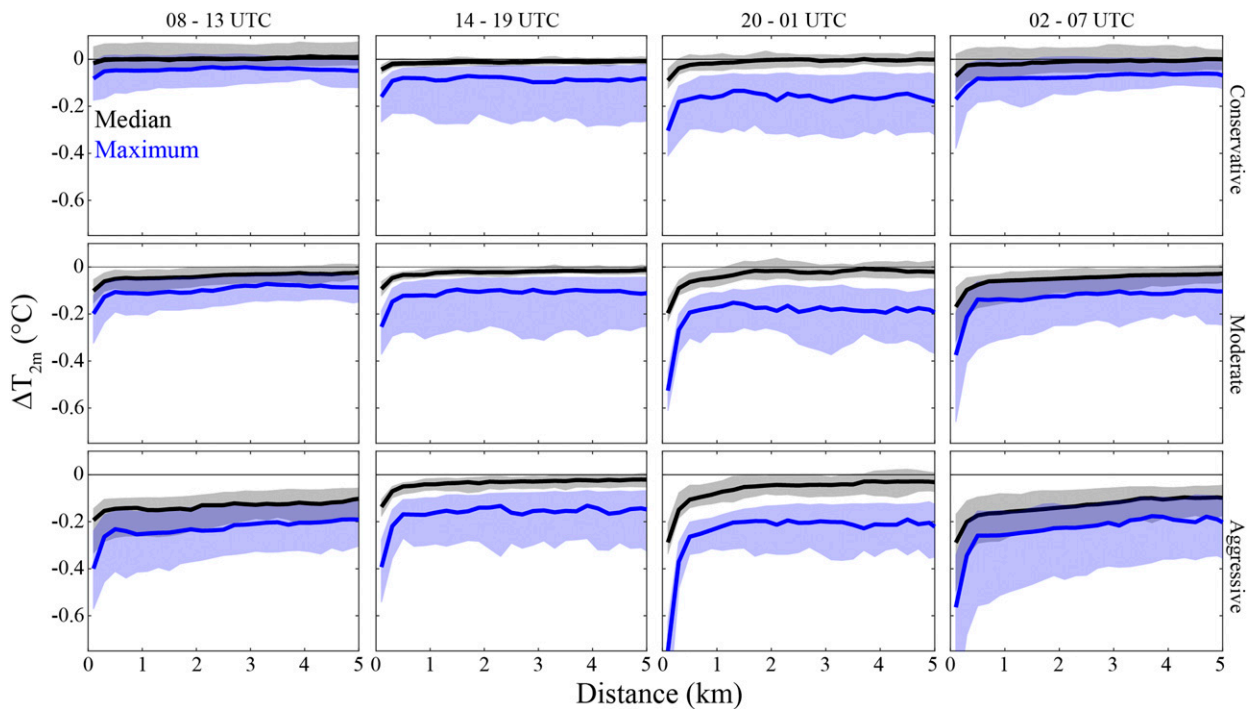 08 - 13 UTC 14 - 19 UTC 20 - 01 UTC 02 - 07 UTC
0
-0.2
-0.4
-0.6
Median
Maximum
Conservative
0
-0.2
-0.4
-0.6
Moderate
ΔT2m (°C)
0
-0.2
-0.4
-0.6
Aggressive
0 1 2 3 4 5 0 1 2 3 4 5 0 1 2 3 4 5 0 1 2 3 4 5
Distance (km)